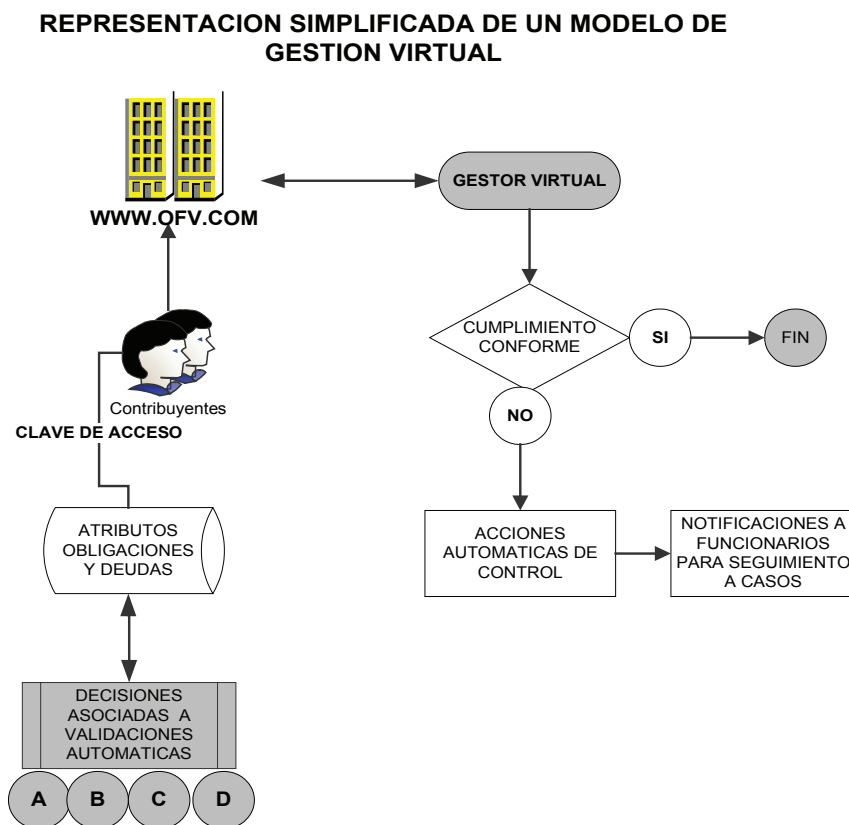 REPRESENTACION SIMPLIFICADA DE UN MODELO DE
GESTION VIRTUAL
WWW.OFV.COM
GESTOR VIRTUAL
CUMPLIMIENTO
CONFORME
SI
FIN
NO
Contribuyentes
CLAVE DE ACCESO
ATRIBUTOS
OBLIGACIONES
Y DEUDAS
ACCIONES
AUTOMATICAS DE
CONTROL
NOTIFICACIONES A
FUNCIONARIOS
PARA SEGUIMIENTO
A CASOS
DECISIONES
ASOCIADAS A
VALIDACIONES
AUTOMATICAS
A
B
C
D